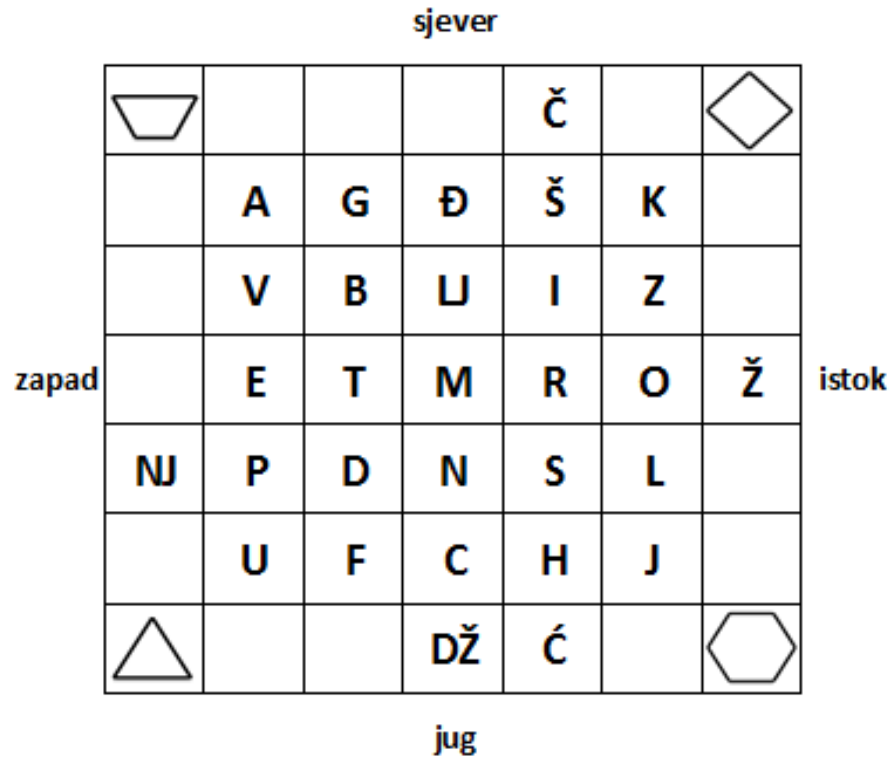 sjever
Č
A G Đ Š K
V B LJ I Z
zapad E T M R O Ž istok
NJ P D N S L
U F C H J
DŽ Ć
jug